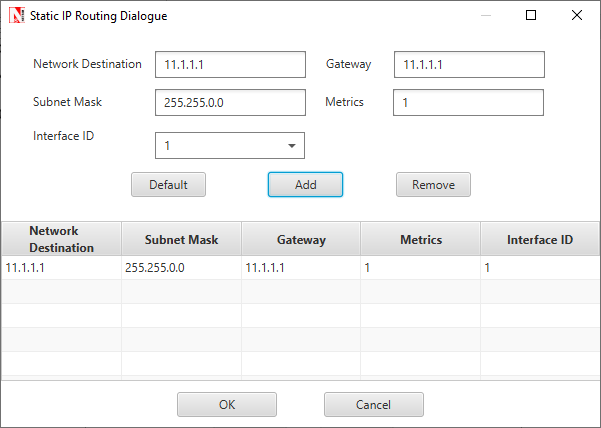 Static IP Routing Dialogue
Network Destination 11.1.1.1 Gateway 11.1.1.1
Subnet Mask 255.255.0.0 Metrics 1
Interface ID 1
Default Add Remove
Network Destination Subnet Mask Gateway Metrics Interface ID
11.1.1.1 255.255.0.0 11.1.1.1 1 1
OK Cancel